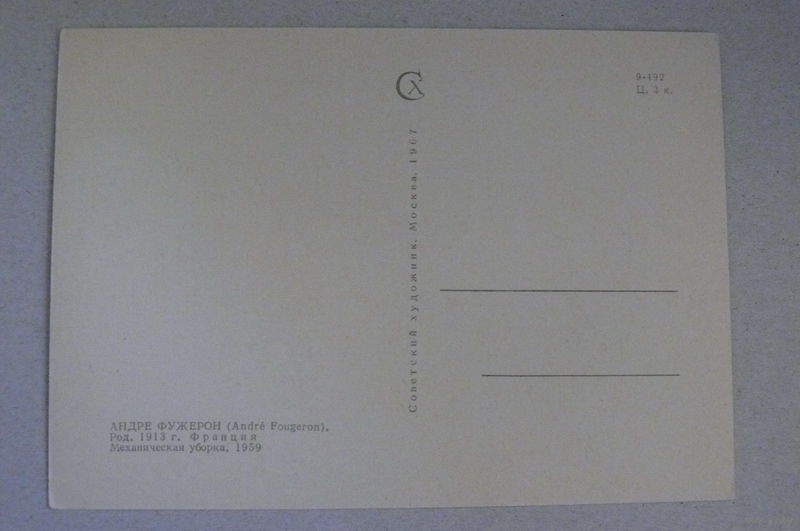 СХ
9-492
Ц. 3 к.
Советский художник. Москва. 1967
АНДРЕ ФУЖЕРОН (André Fougeron).
Род. 1913 г. Франция
Механическая уборка, 1959